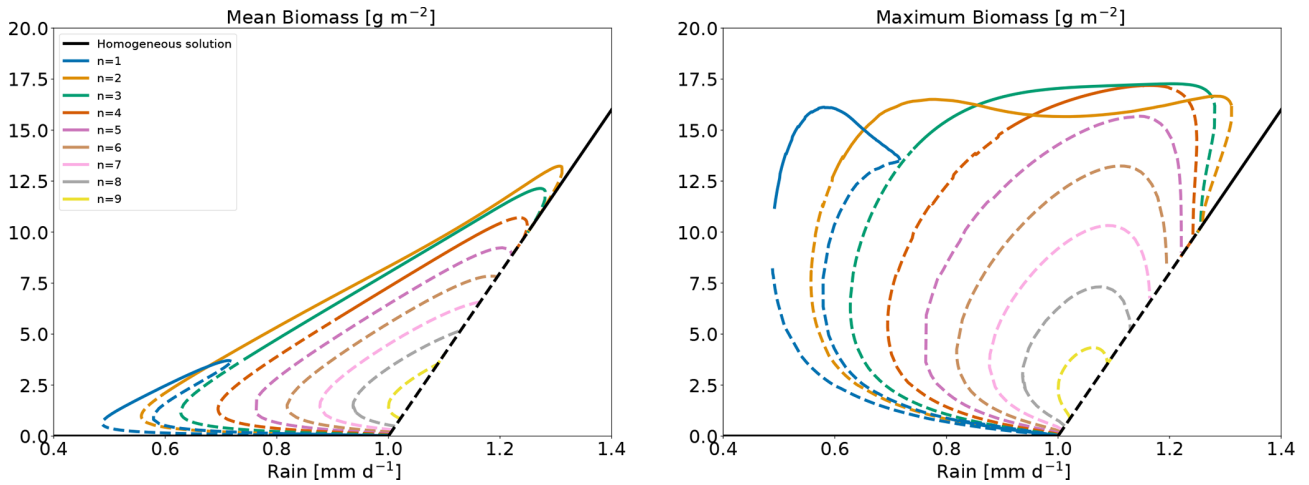 Mean Biomass [g m⁻²]
20.0
17.5
15.0
12.5
10.0
7.5
5.0
2.5
0.0
Homogeneous solution
n=1
n=2
n=3
n=4
n=5
n=6
n=7
n=8
n=9
0.4 0.6 0.8 1.0 1.2 1.4
Rain [mm d⁻¹]
Maximum Biomass [g m⁻²]
20.0
17.5
15.0
12.5
10.0
7.5
5.0
2.5
0.0
0.4 0.6 0.8 1.0 1.2 1.4
Rain [mm d⁻¹]